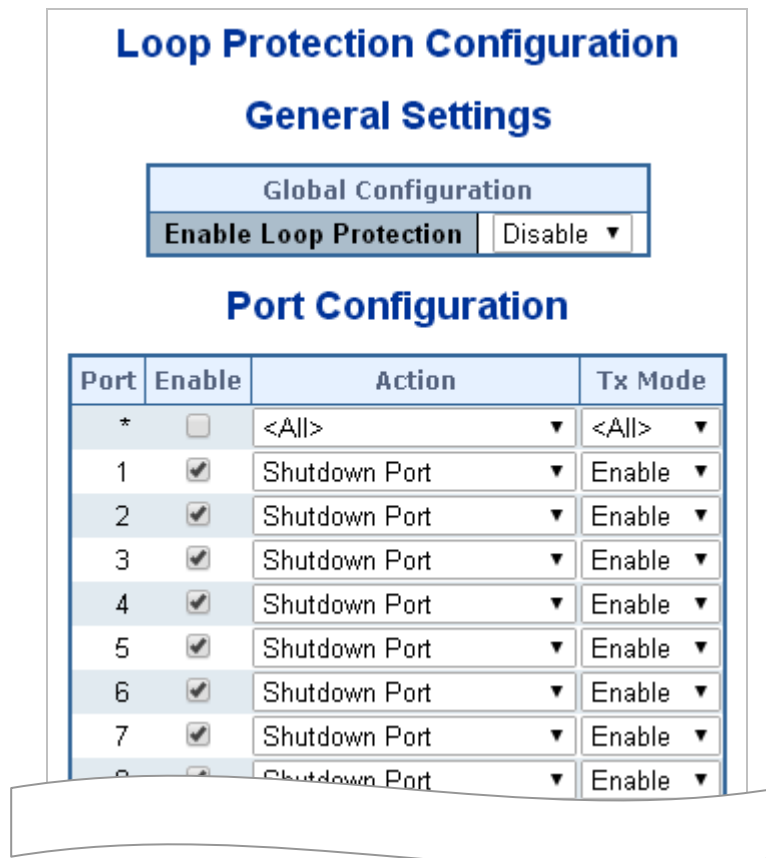 Loop Protection Configuration
General Settings
Global Configuration
Enable Loop Protection Disable
Port Configuration
Port Enable Action Tx Mode
* <All> <All>
1 Shutdown Port Enable
2 Shutdown Port Enable
3 Shutdown Port Enable
4 Shutdown Port Enable
5 Shutdown Port Enable
6 Shutdown Port Enable
7 Shutdown Port Enable
Shutdown Port Enable